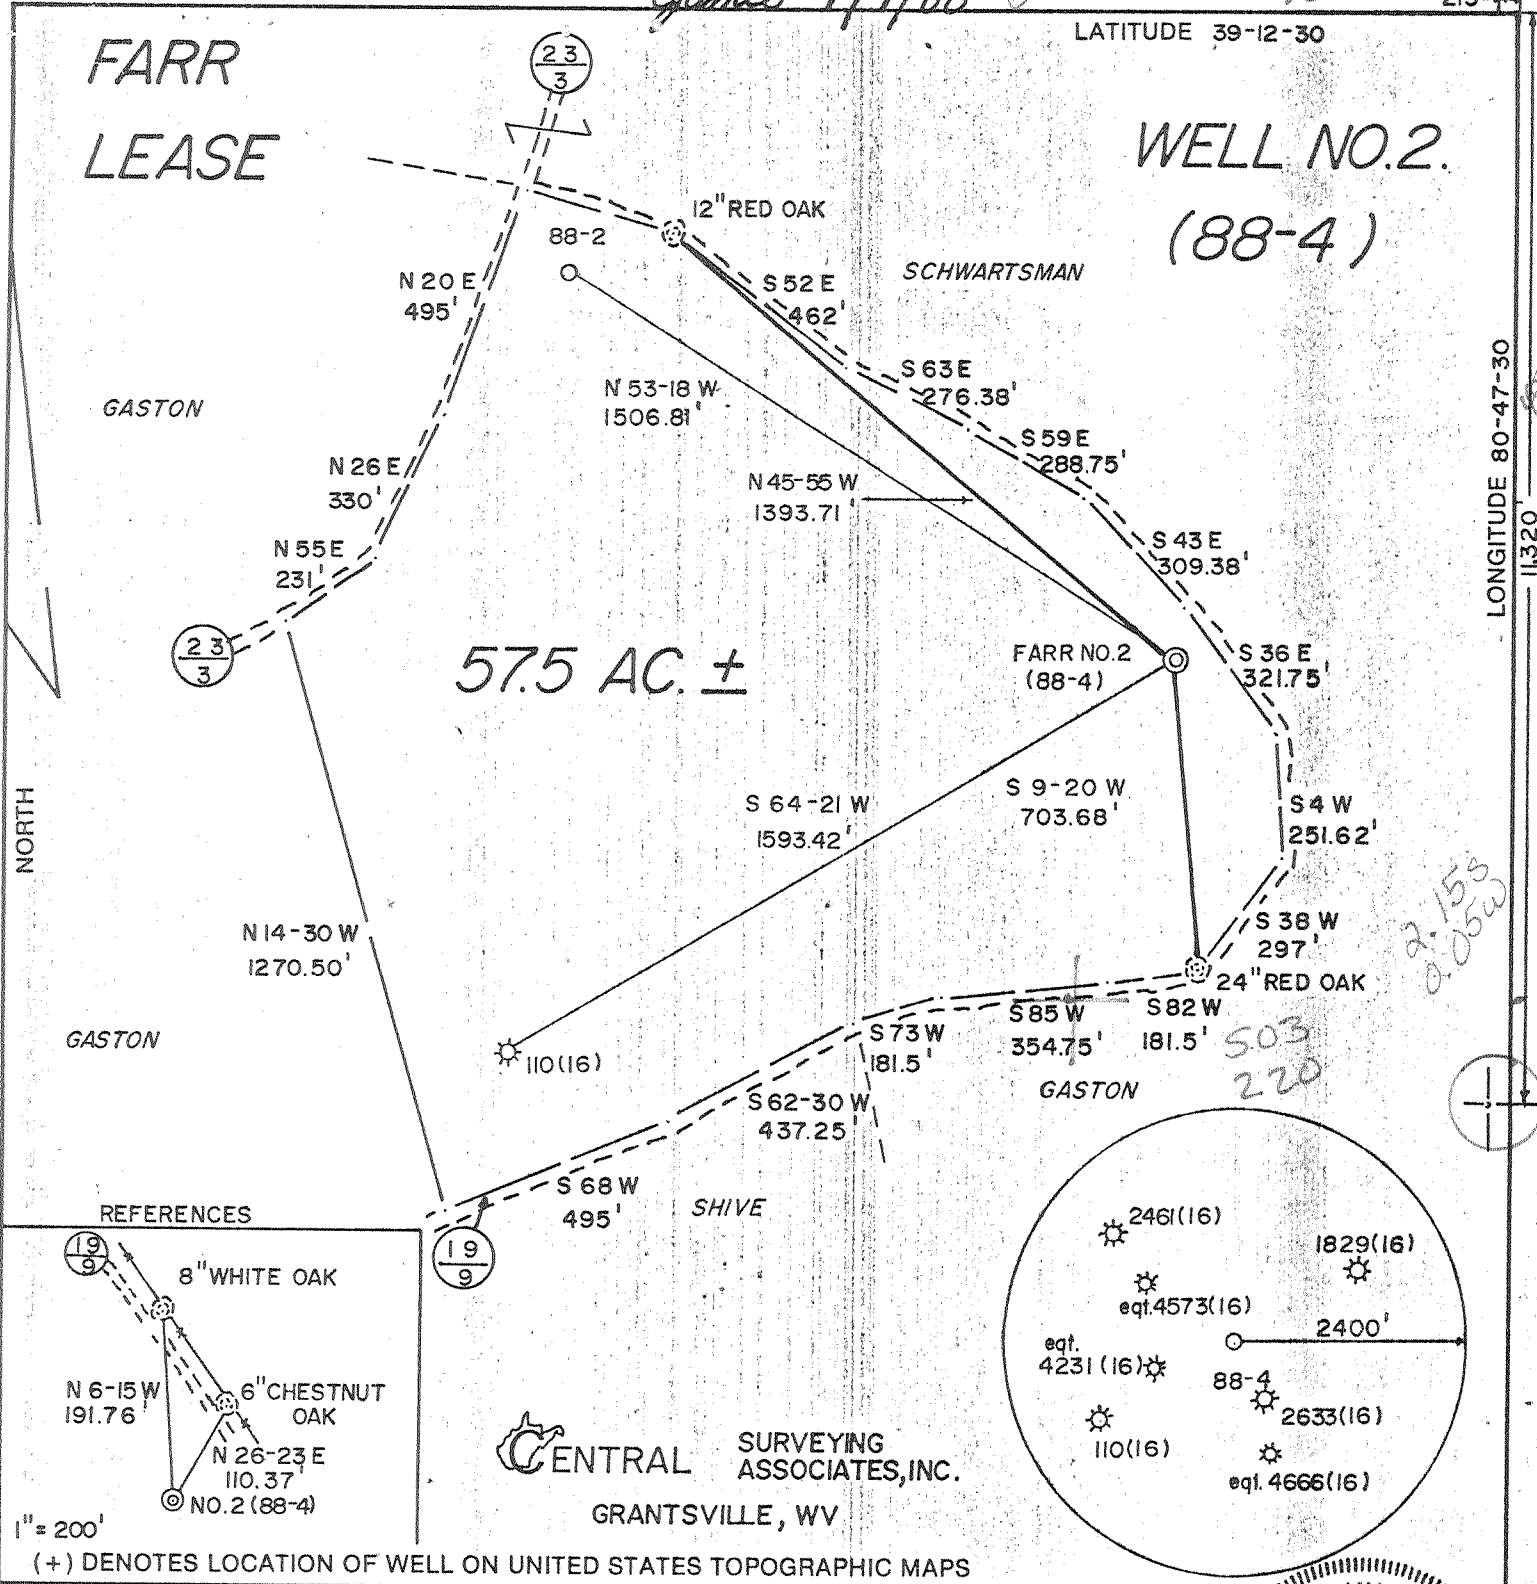 LATITUDE 39-12-30
FARR
LEASE
23
3
WELL NO.2.
(88-4)
12" RED OAK
88-2
SCHWARTSMAN
N 20 E
495'
S 52 E
462'
S 63 E
276.38'
N 53-18 W
1506.81'
GASTON
S 59 E
288.75'
N 26 E
330'
N 45-55 W
1393.71'
LONGITUDE 80-47-30
11,320
N 55 E
231'
S 43 E
309.38'
23
3
57.5 AC. ±
FARR NO.2
(88-4)
S 36 E
321.75'
NORTH
S 64-21 W
1593.42'
S 9-20 W
703.68'
S 4 W
251.62'
2.15S
0.05W
N 14-30 W
1270.50'
S 38 W
297'
24" RED OAK
GASTON
110(16)
S 73 W
181.5'
S 85 W
354.75'
S 82 W
181.5'
503
220
GASTON
S 62-30 W
437.25'
S 68 W
495'
SHIVE
19
9
REFERENCES
19
9
8" WHITE OAK
N 6-15 W
191.76'
6" CHESTNUT
OAK
N 26-23 E
110.37'
NO.2 (88-4)
1" = 200'
2461(16)
1829(16)
eqt.4573(16)
2400'
eqt.
4231(16)
88-4
2633(16)
110(16)
eqt.4666(16)
CENTRAL SURVEYING
ASSOCIATES, INC.
GRANTSVILLE, WV
(+) DENOTES LOCATION OF WELL ON UNITED STATES TOPOGRAPHIC MAPS